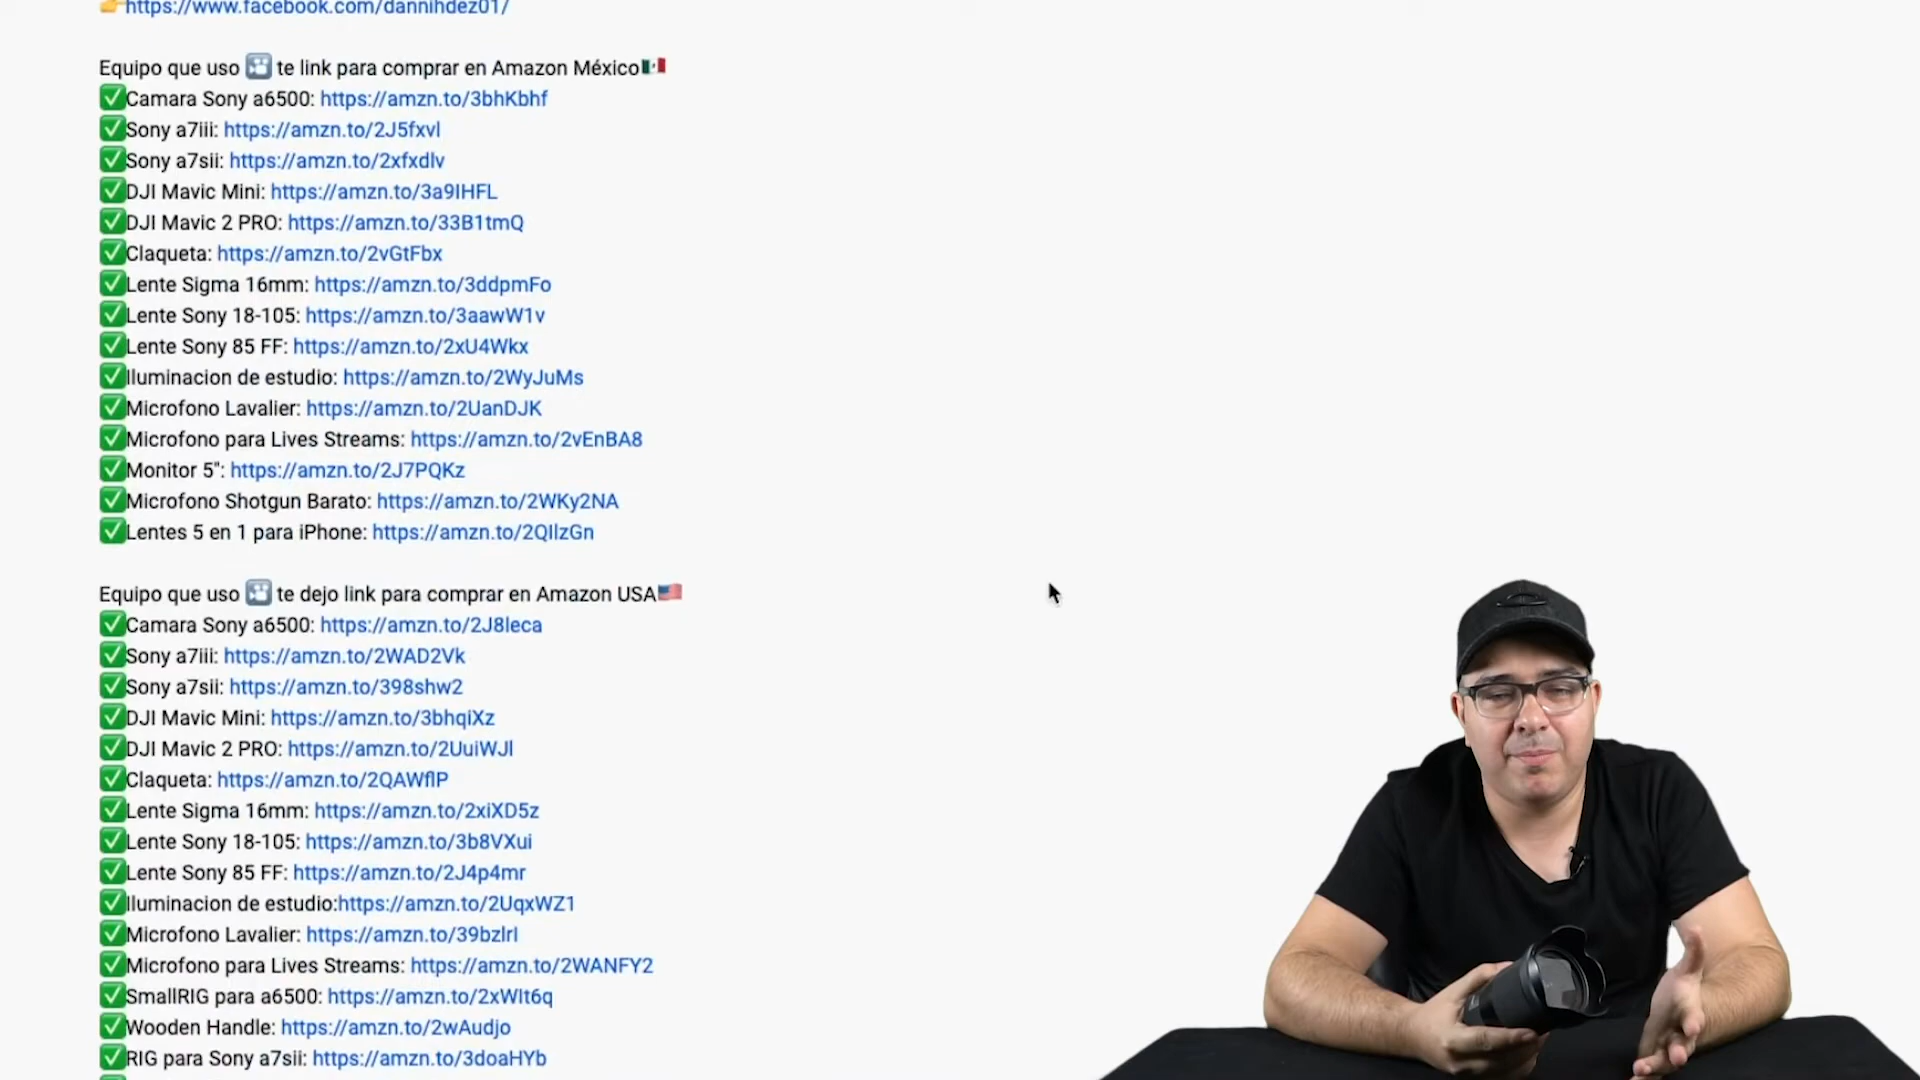 👉https://www.facebook.com/dannihdez01/
Equipo que uso 🎦 te link para comprar en Amazon México🇲🇽
✅Camara Sony a6500: https://amzn.to/3bhKbhf
✅Sony a7iii: https://amzn.to/2J5fxvl
✅Sony a7sii: https://amzn.to/2xfxdlv
✅DJI Mavic Mini: https://amzn.to/3a9IHFL
✅DJI Mavic 2 PRO: https://amzn.to/33B1tmQ
✅Claqueta: https://amzn.to/2vGtFbx
✅Lente Sigma 16mm: https://amzn.to/3ddpmFo
✅Lente Sony 18-105: https://amzn.to/3aawW1v
✅Lente Sony 85 FF: https://amzn.to/2xU4Wkx
✅Iluminacion de estudio: https://amzn.to/2WyJuMs
✅Microfono Lavalier: https://amzn.to/2UanDJK
✅Microfono para Lives Streams: https://amzn.to/2vEnBA8
✅Monitor 5": https://amzn.to/2J7PQKz
✅Microfono Shotgun Barato: https://amzn.to/2WKy2NA
✅Lentes 5 en 1 para iPhone: https://amzn.to/2QIlzGn
Equipo que uso 🎦 te dejo link para comprar en Amazon USA🇺🇸
✅Camara Sony a6500: https://amzn.to/2J8leca
✅Sony a7iii: https://amzn.to/2WAD2Vk
✅Sony a7sii: https://amzn.to/398shw2
✅DJI Mavic Mini: https://amzn.to/3bhqiXz
✅DJI Mavic 2 PRO: https://amzn.to/2UuiWJl
✅Claqueta: https://amzn.to/2QAWflP
✅Lente Sigma 16mm: https://amzn.to/2xiXD5z
✅Lente Sony 18-105: https://amzn.to/3b8VXui
✅Lente Sony 85 FF: https://amzn.to/2J4p4mr
✅Iluminacion de estudio:https://amzn.to/2UqxWZ1
✅Microfono Lavalier: https://amzn.to/39bzlrI
✅Microfono para Lives Streams: https://amzn.to/2WANFY2
✅SmallRIG para a6500: https://amzn.to/2xWIt6q
✅Wooden Handle: https://amzn.to/2wAudjo
✅RIG para Sony a7sii: https://amzn.to/3doaHYb